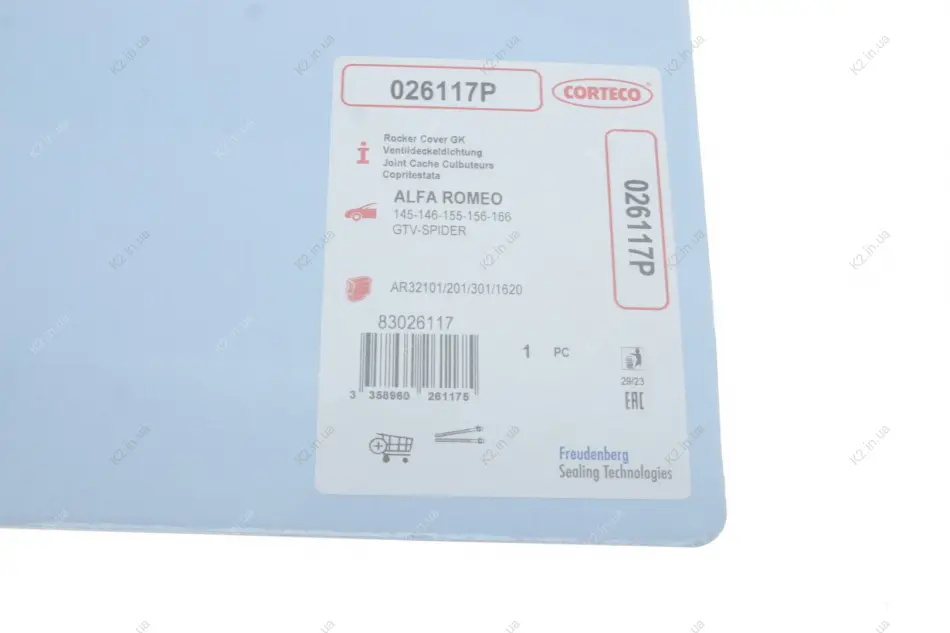 026117P
CORTECO
Rocker Cover GK
Ventildeckeldichtung
Joint Cache Culbuteurs
Copritestata
026117P
ALFA ROMEO
145-146-155-156-166
GTV-SPIDER
AR32101/201/301/1620
83026117
3 358960 261175
1 PC
29/23
EAC
Freudenberg
Sealing Technologies
K2.in.ua